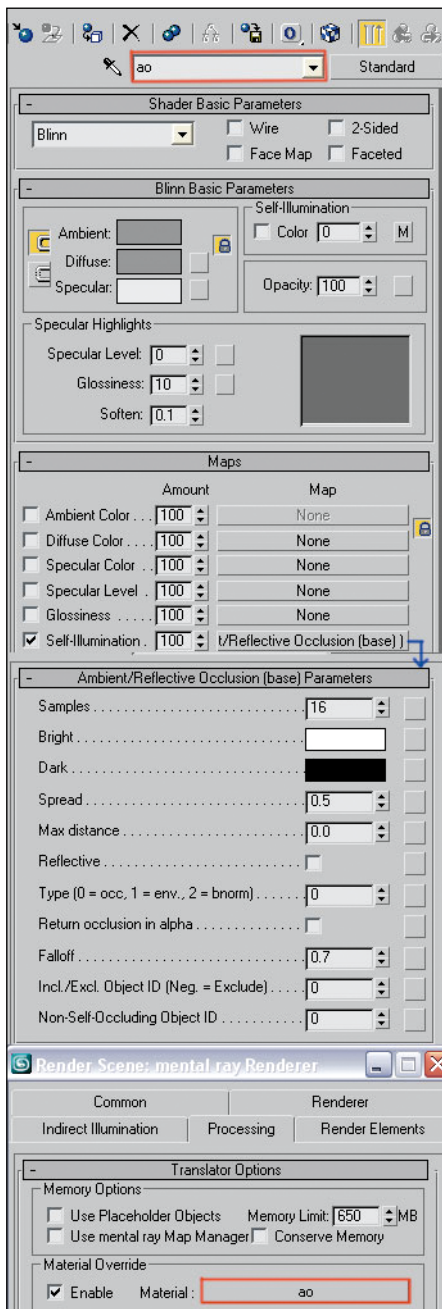 ao Standard
- Shader Basic Parameters
Blinn Wire 2-Sided
Face Map Faceted
- Blinn Basic Parameters
Self-Illumination
Ambient: Color 0 M
Diffuse:
Specular: Opacity: 100
Specular Highlights
Specular Level: 0
Glossiness: 10
Soften: 0.1
- Maps
Amount Map
Ambient Color . . . 100 None
Diffuse Color . . . . 100 None
Specular Color . . 100 None
Specular Level . 100 None
Glossiness . . . . . 100 None
Self-Illumination . 100 t/Reflective Occlusion (base) )
- Ambient/Reflective Occlusion (base) Parameters
Samples 16
Bright
Dark
Spread 0.5
Max distance 0.0
Reflective
Type (0 = occ, 1 = env., 2 = bnorm) 0
Return occlusion in alpha
Falloff 0.7
Incl./Excl. Object ID (Neg. = Exclude) 0
Non-Self-Occluding Object ID 0
Render Scene: mental ray Renderer
Common Renderer
Indirect Illumination Processing Render Elements
- Translator Options
Memory Options
Use Placeholder Objects Memory Limit: 650 MB
Use mental ray Map Manager Conserve Memory
Material Override
Enable Material : ao